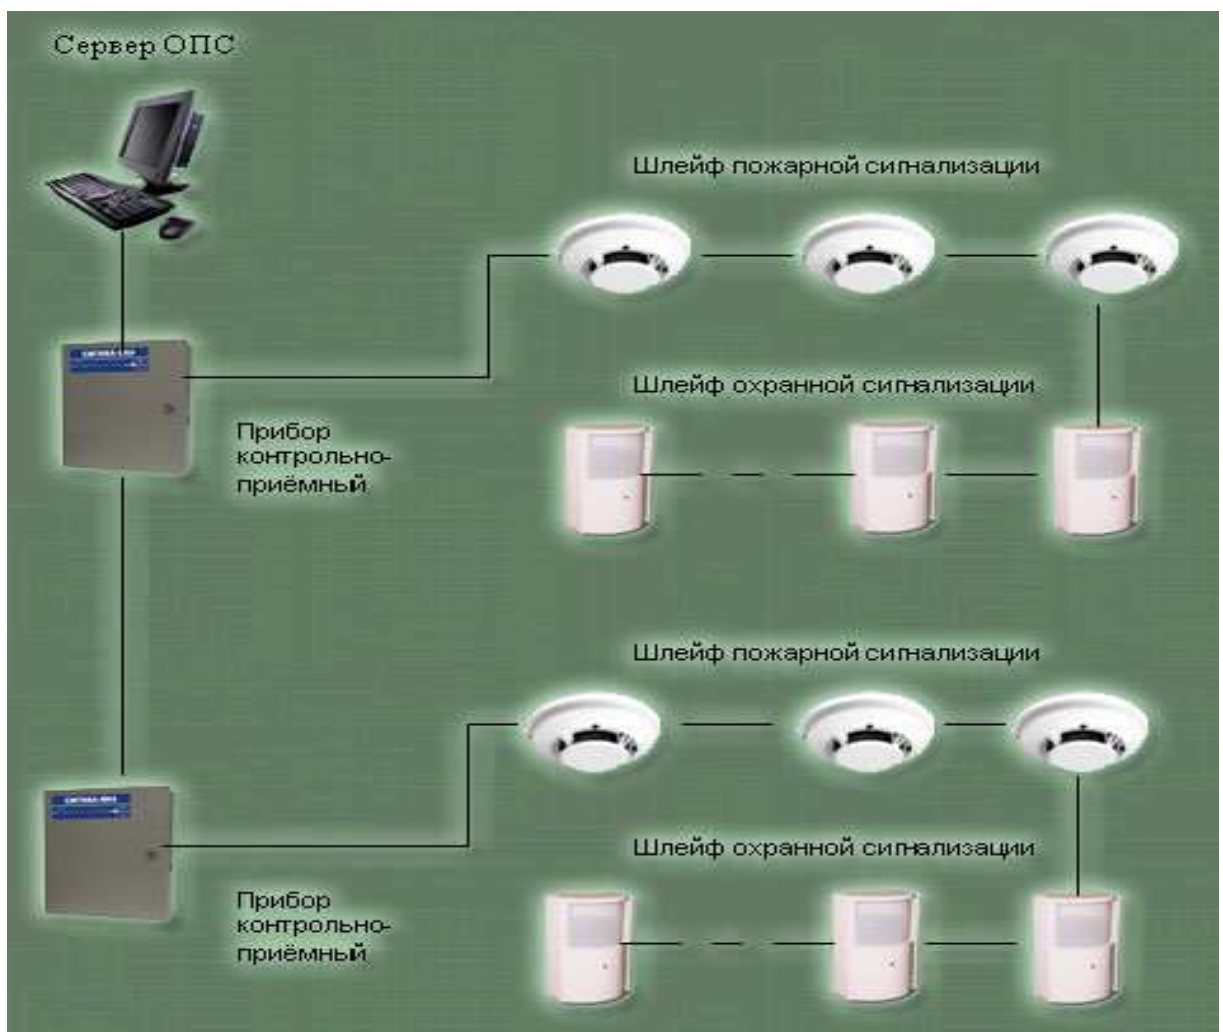 Сервер ОПС
Шлейф пожарной сигнализации
Шлейф охранной сигнализации
Прибор
контрольно-
приёмный
Шлейф пожарной сигнализации
Шлейф охранной сигнализации
Прибор
контрольно-
приёмный